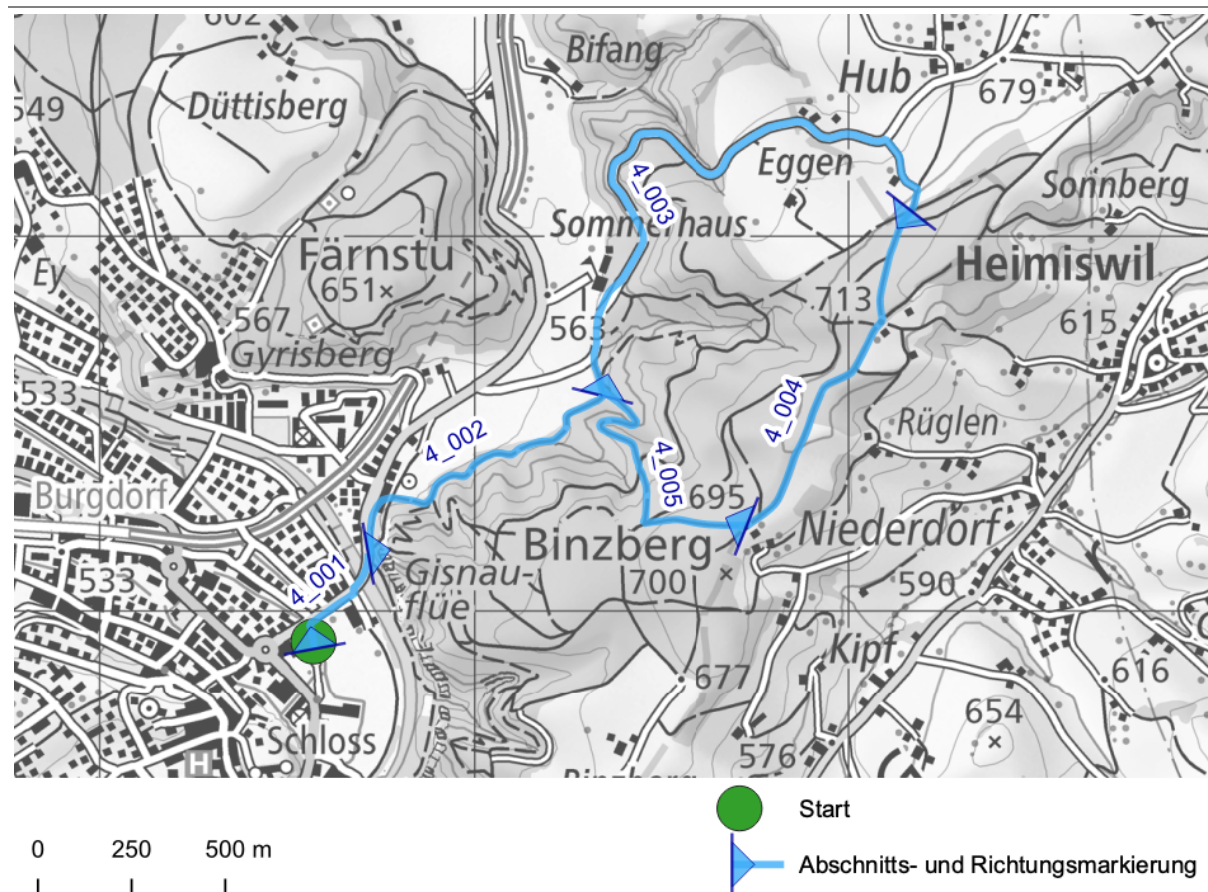 602
Bifang
Hub
549
Düttisberg
679
Eggen
4_003
Sonnberg
Sommerhaus
Färnstu
Heimiswil
Ey
651
713
1
563
615
567
Gyrisberg
533
4_002
4_004
Rüglen
4_005
695
Burgdorf
Binzberg
Niederdorf
4_001
533
Gisnau-
flüe
700
590
Kipf
677
616
654
Schloss
576
H
Binzberg
Start
0 250 500 m
Abschnitts- und Richtungsmarkierung